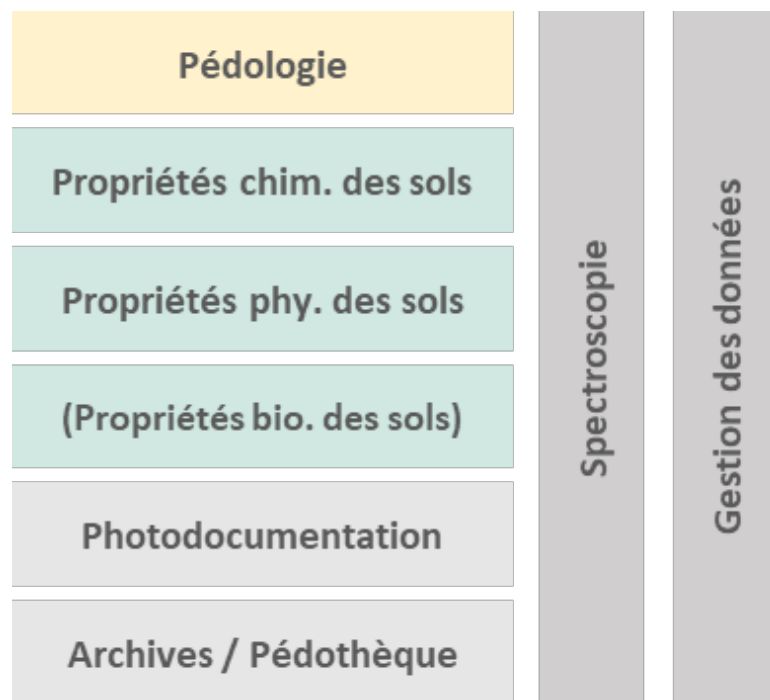 Pédologie
Propriétés chim. des sols
Propriétés phy. des sols
(Propriétés bio. des sols)
Photodocumentation
Archives / Pédothèque
Spectroscopie
Gestion des données